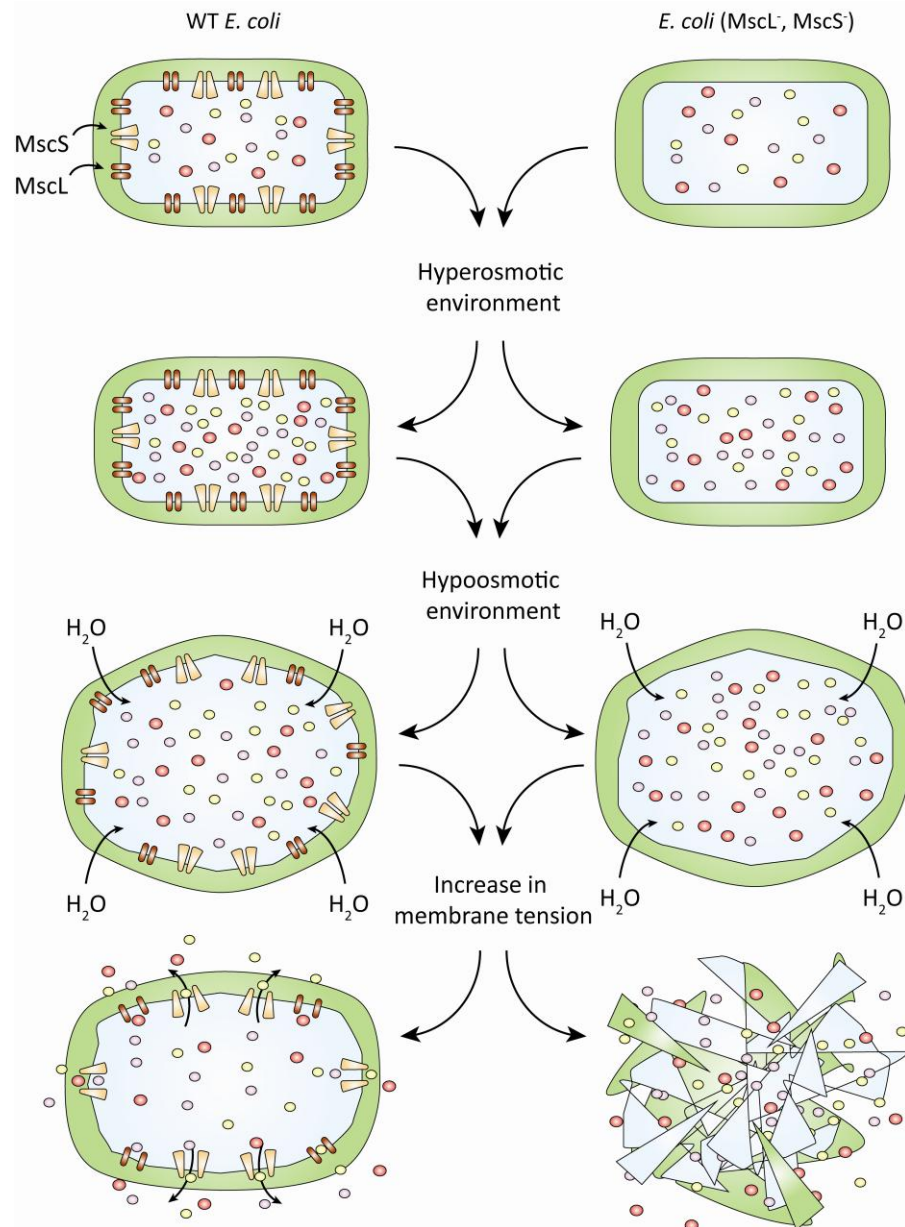 WT E. coli
E. coli (MscL⁻, MscS⁻)
MscS
MscL
Hyperosmotic
environment
Hypoosmotic
environment
H₂O
H₂O
H₂O
H₂O
H₂O
H₂O
H₂O
H₂O
Increase in
membrane tension